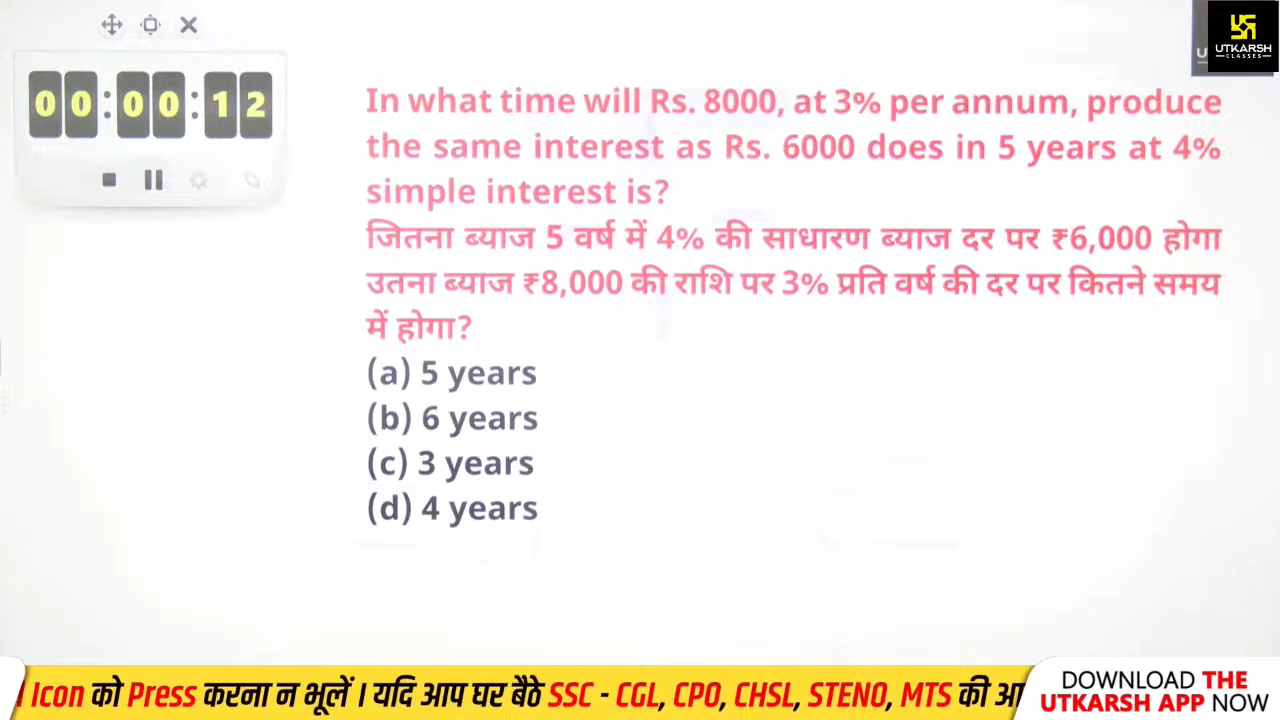 00:00:12
UTKARSH
CLASSES
In what time will Rs. 8000, at 3% per annum, produce
the same interest as Rs. 6000 does in 5 years at 4%
simple interest is?
जितना ब्याज 5 वर्ष में 4% की साधारण ब्याज दर पर ₹6,000 होगा
उतना ब्याज ₹8,000 की राशि पर 3% प्रति वर्ष की दर पर कितने समय
में होगा?
(a) 5 years
(b) 6 years
(c) 3 years
(d) 4 years
CLASSES
Icon को Press करना न भूलें । यदि आप घर बैठे SSC - CGL, CPO, CHSL, STENO, MTS की
DOWNLOAD THE
UTKARSH APP NOW